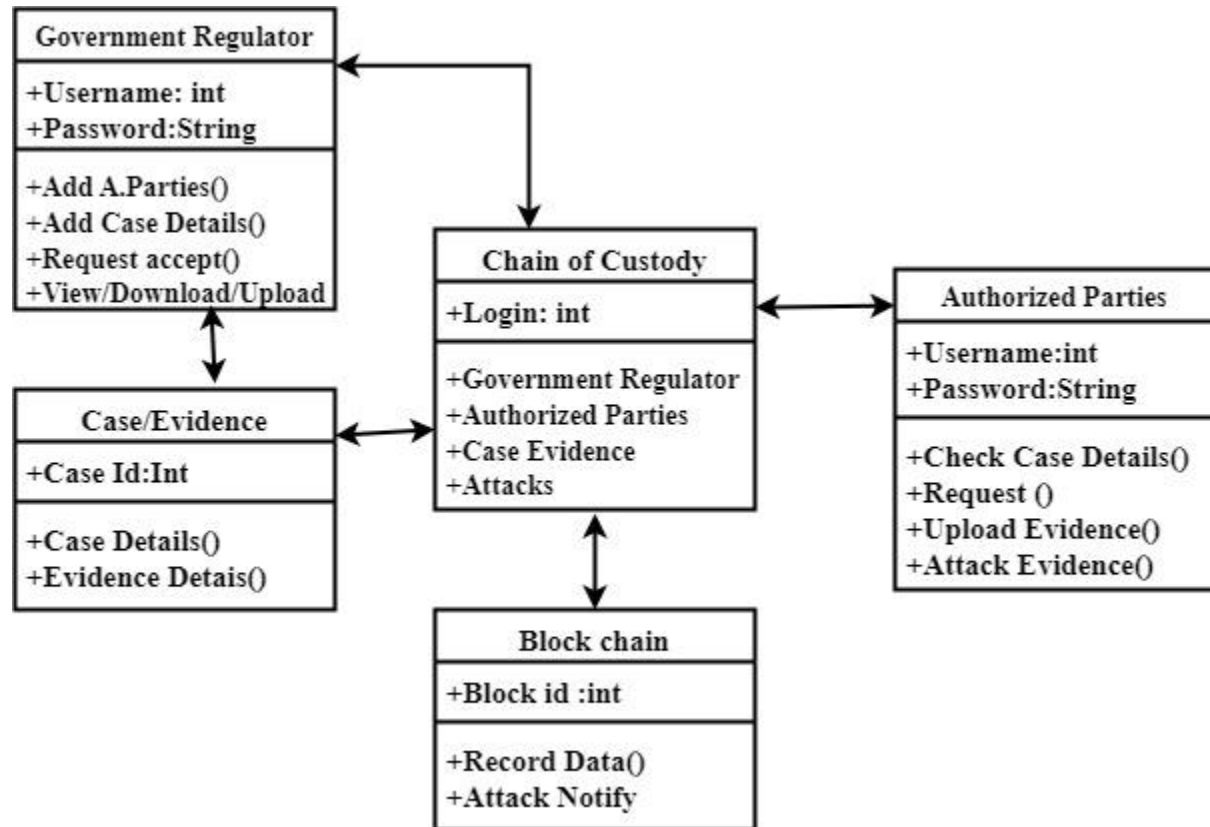 Government Regulator
+Username: int
+Password:String
+Add A.Parties()
+Add Case Details()
+Request accept()
+View/Download/Upload
Case/Evidence
+Case Id:Int
+Case Details()
+Evidence Detais()
Chain of Custody
+Login: int
+Government Regulator
+Authorized Parties
+Case Evidence
+Attacks
Authorized Parties
+Username:int
+Password:String
+Check Case Details()
+Request ()
+Upload Evidence()
+Attack Evidence()
Block chain
+Block id :int
+Record Data()
+Attack Notify